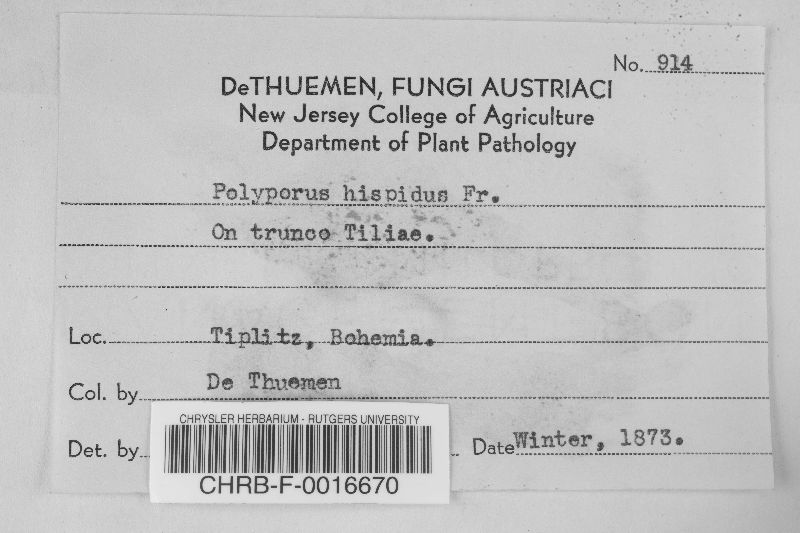 No. 914
DeTHUEMEN, FUNGI AUSTRIACI
New Jersey College of Agriculture
Department of Plant Pathology
Polyporus hispidus Fr.
On trunco Tiliae.
Loc. Tiplitz, Bohemia.
Col. by De Thuemen
Det. by Date Winter, 1873.
CHRYSLER HERBARIUM - RUTGERS UNIVERSITY
CHRB-F-0016670